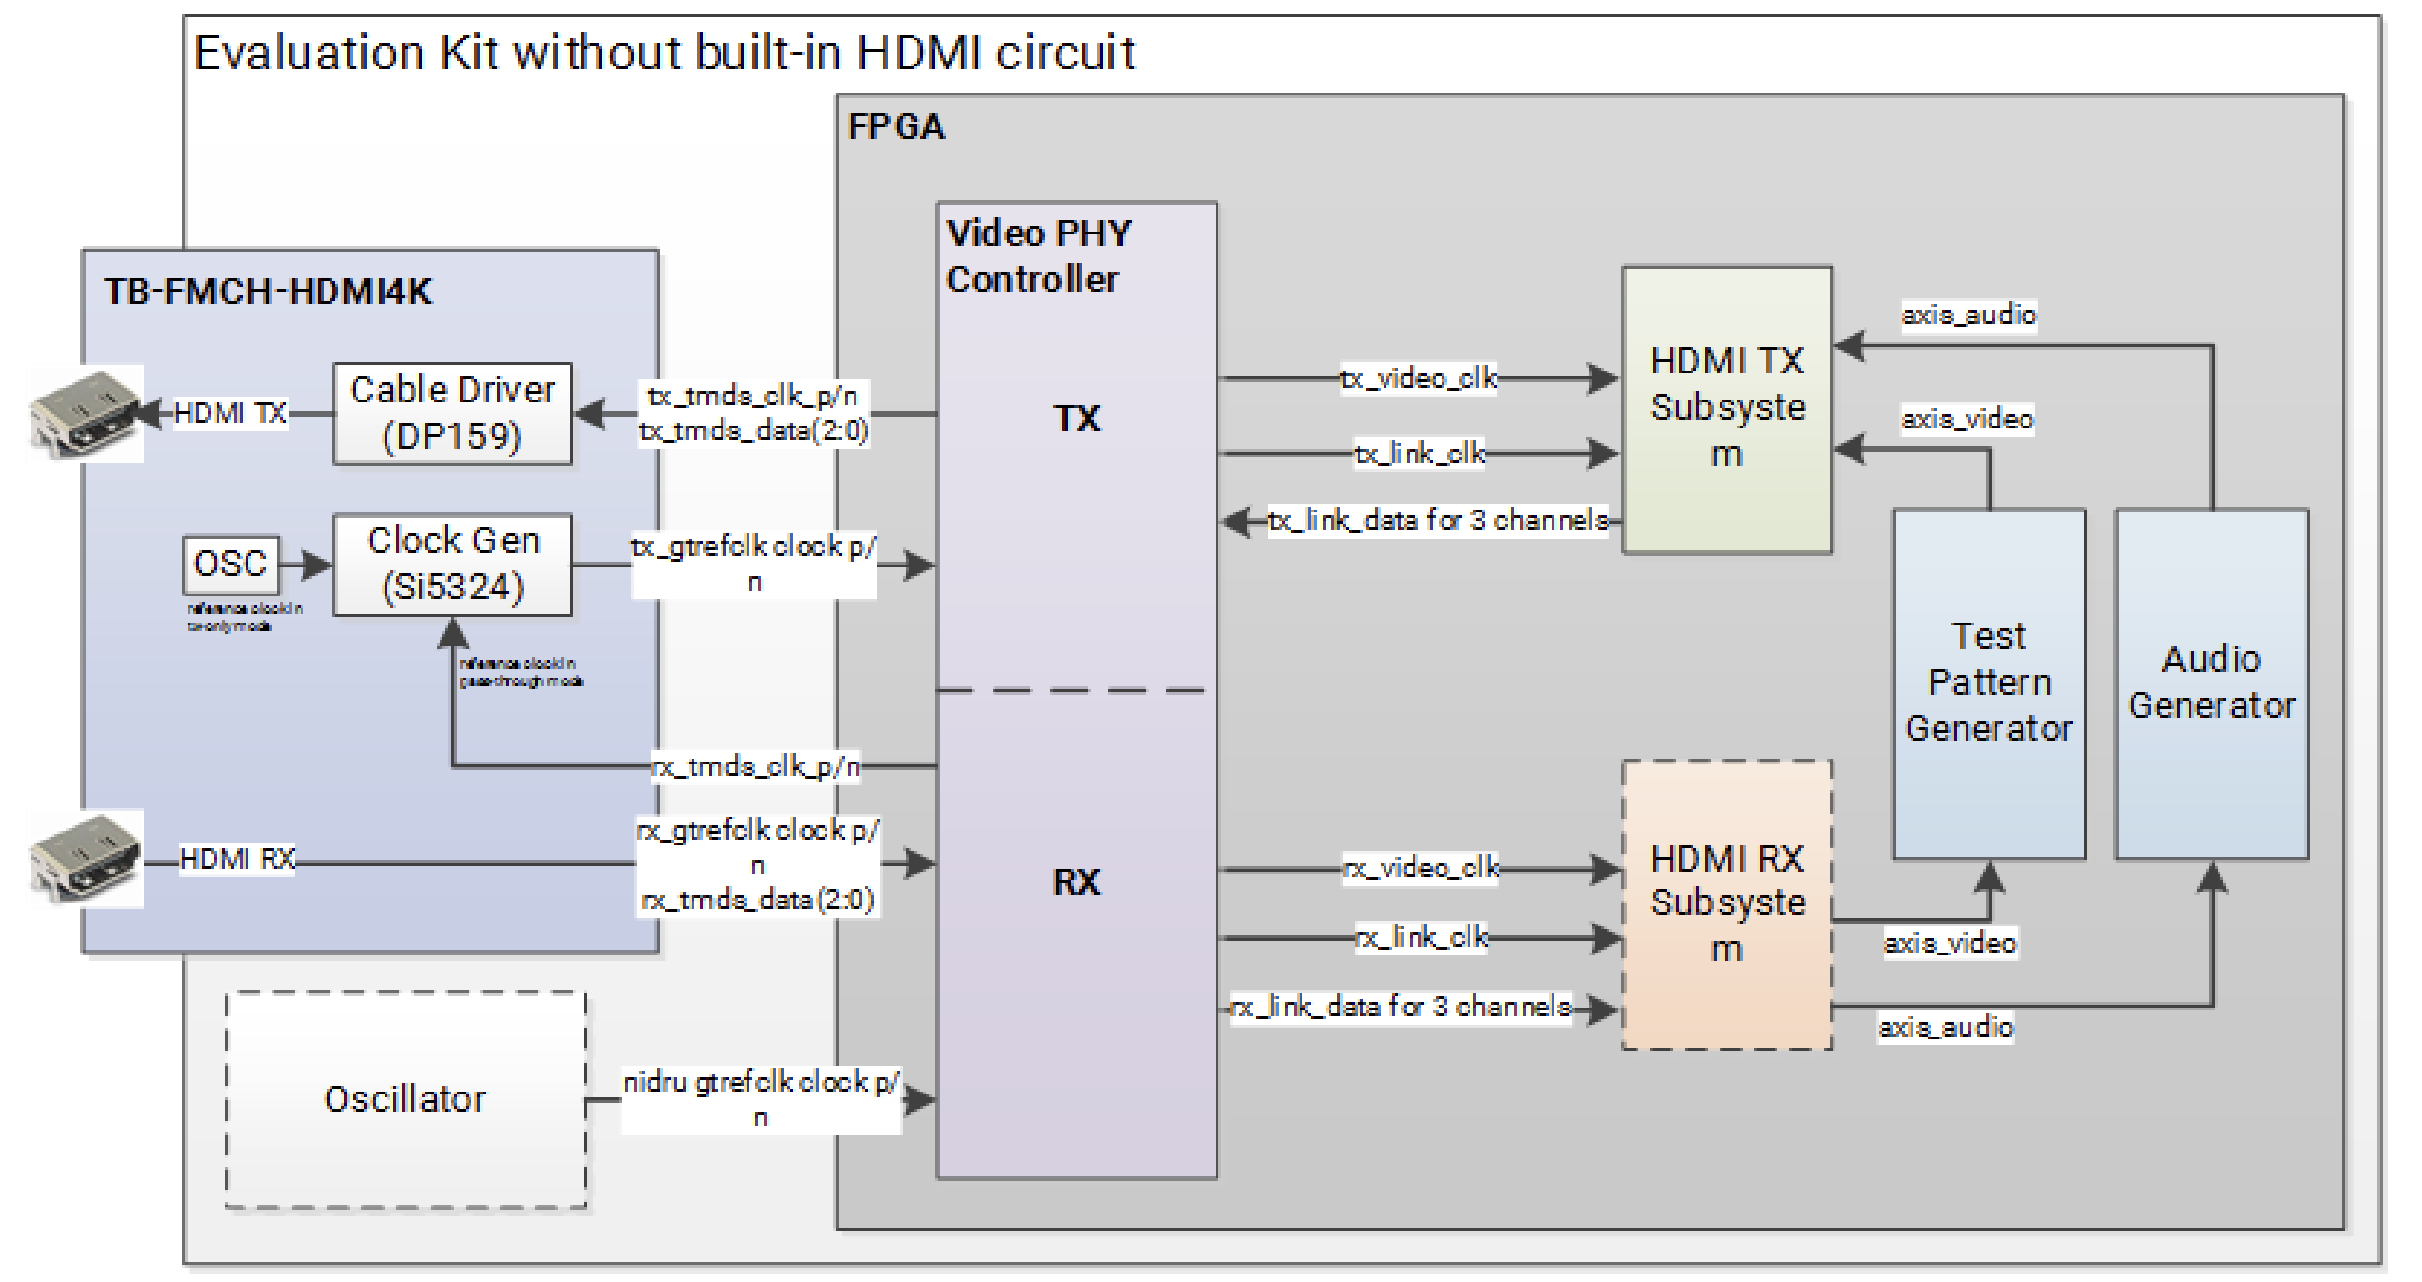 Evaluation Kit without built-in HDMI circuit
FPGA
Video PHY
Controller
TB-FMCH-HDMI4K
HDMI TX
Cable Driver
(DP159)
tx_tmds_clk_p/n
tx_tmds_data(2:0)
TX
tx_video_clk
tx_link_clk
tx_link_data for 3 channels
HDMI TX
Subsyste
m
axis_audio
axis_video
OSC
reference clock in
tx-only mode
Clock Gen
(Si5324)
tx_gtrefclk clock p/
n
reference clock in
pass-through mode
Test
Pattern
Generator
Audio
Generator
rx_tmds_clk_p/n
HDMI RX
rx_gtrefclk clock p/
n
rx_tmds_data(2:0)
RX
rx_video_clk
rx_link_clk
rx_link_data for 3 channels
HDMI RX
Subsyste
m
axis_video
axis_audio
Oscillator
nidru gtrefclk clock p/
n